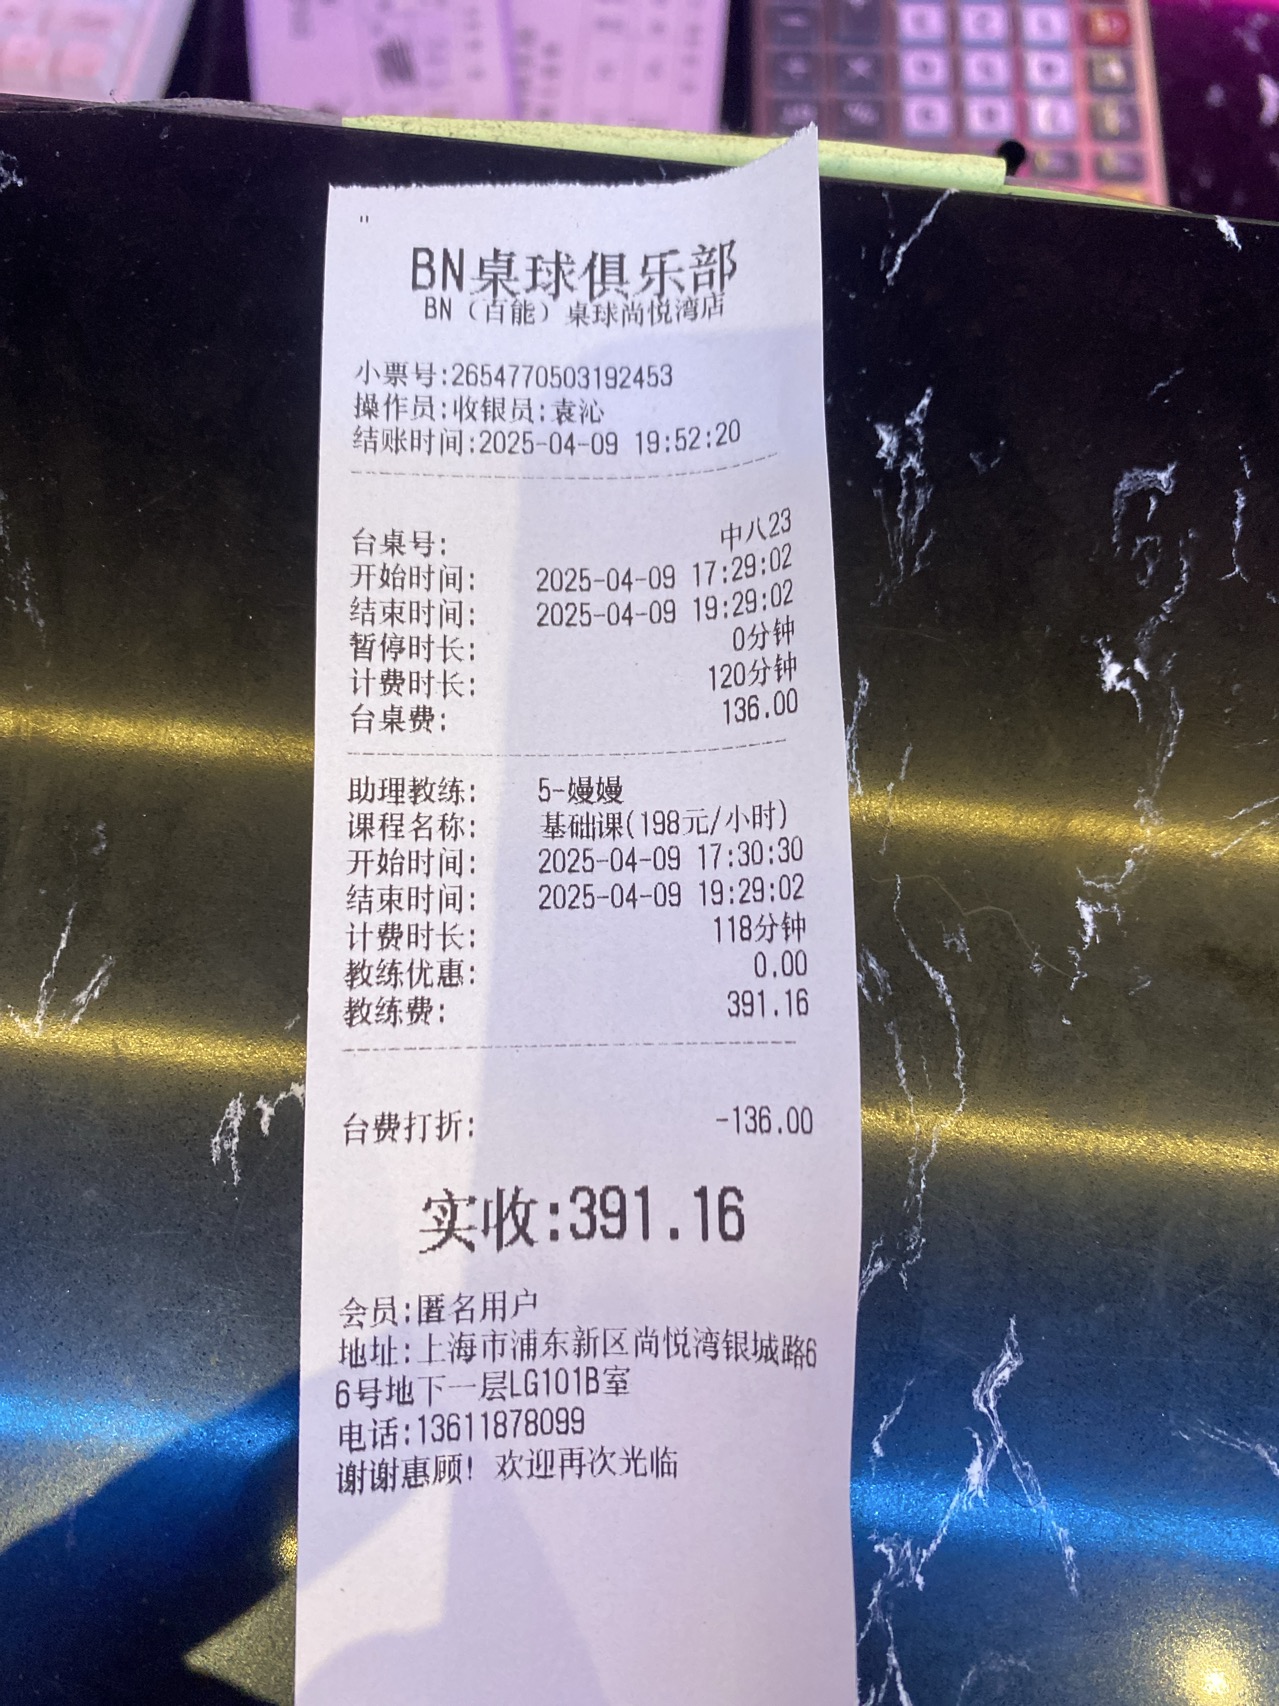 "
BN桌球俱乐部
BN（百能）桌球尚悦湾店
小票号:2654770503192453
操作员:收银员:袁沁
结账时间:2025-04-09 19:52:20
台桌号: 中八23
开始时间: 2025-04-09 17:29:02
结束时间: 2025-04-09 19:29:02
暂停时长: 0分钟
计费时长: 120分钟
台桌费: 136.00
助理教练: 5-嫚嫚
课程名称: 基础课(198元/小时)
开始时间: 2025-04-09 17:30:30
结束时间: 2025-04-09 19:29:02
计费时长: 118分钟
教练优惠: 0.00
教练费: 391.16
台费打折: -136.00
实收:391.16
会员:匿名用户
地址:上海市浦东新区尚悦湾银城路6
6号地下一层LG101B室
电话:13611878099
谢谢惠顾! 欢迎再次光临